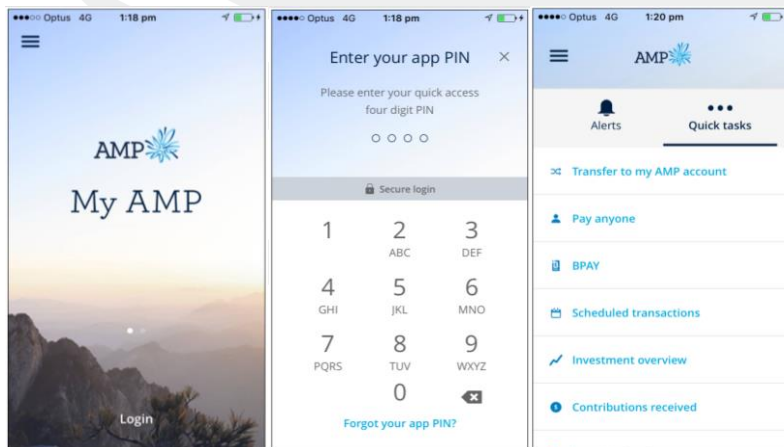 Optus 4G 1:18 pm
AMP
My AMP
Login
Optus 4G 1:18 pm
Enter your app PIN ×
Please enter your quick access
four digit PIN
Secure login
1 2 3
ABC DEF
4 5 6
GHI JKL MNO
7 8 9
PQRS TUV WXYZ
0
Forgot your app PIN?
Optus 4G 1:20 pm
AMP
Alerts Quick tasks
Transfer to my AMP account
Pay anyone
BPAY
Scheduled transactions
Investment overview
Contributions received